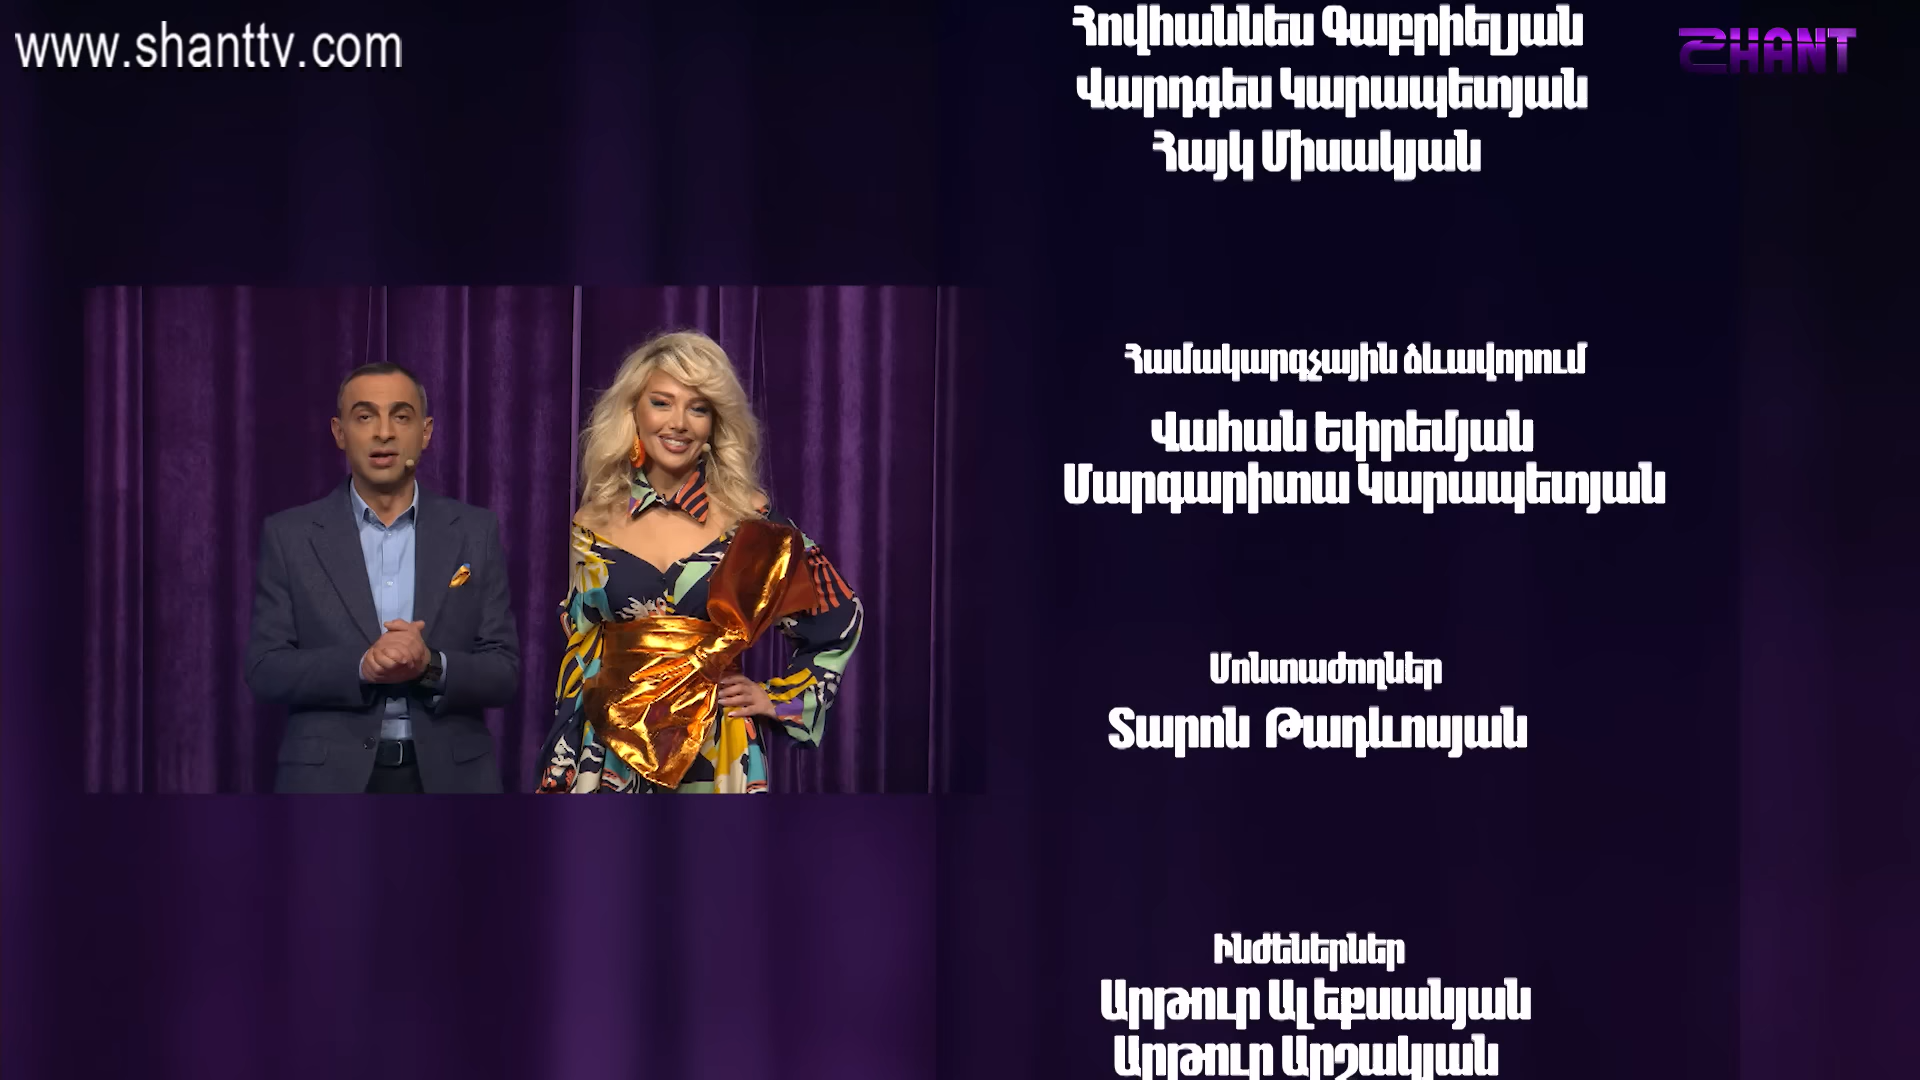 www.shanttv.com
SHANT
Հովհաննես Գաբրիելյան
Վարդգես Կարապետյան
Հայկ Միսակյան
Համակարգչային ձևավորում
Վահան Եփրեմյան
Մարգարիտա Կարապետյան
Մոնտաժողներ
Տարոն Թադևոսյան
Ինժեներներ
Արթուր Ալեքսանյան
Արթուր Արշակյան